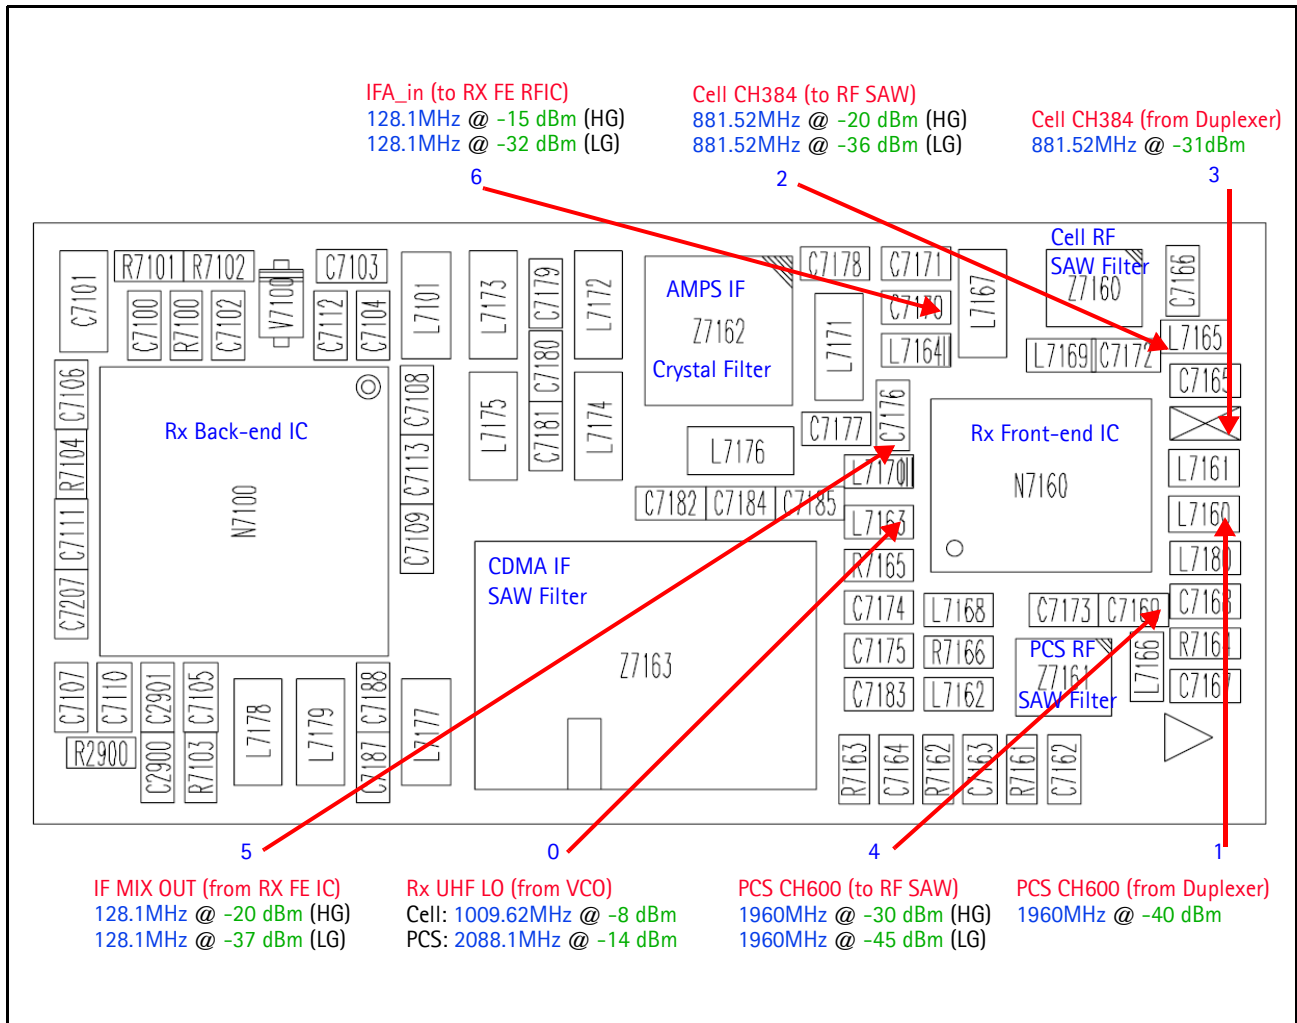 IFA_in (to RX FE RFIC)
128.1MHz @ -15 dBm (HG)
128.1MHz @ -32 dBm (LG)
6
Cell CH384 (to RF SAW)
881.52MHz @ -20 dBm (HG)
881.52MHz @ -36 dBm (LG)
2
Cell CH384 (from Duplexer)
881.52MHz @ -31dBm
3
C7101
R7101
R7102
V7100
C7103
C7100
R7100
C7102
C7112
C7104
L7101
L7173
C7179
L7172
C7180
C7181
L7175
L7174
AMPS IF
Z7162
Crystal Filter
C7178
C7171
C7170
L7164
L7171
L7167
Cell RF
SAW Filter
Z7160
C7166
L7165
L7169
C7172
C7165
C7106
R7104
C7111
C7207
Rx Back-end IC
N7100
C7108
C7113
C7109
L7176
C7177
C7176
L7170
C7182
C7184
C7185
L7163
Rx Front-end IC
N7160
L7161
L7160
L7180
C7168
R7164
C7167
CDMA IF
SAW Filter
Z7163
R7165
C7174
C7175
C7183
L7168
R7166
L7162
C7173
C7169
PCS RF
Z7161
SAW Filter
L7166
C7107
C7110
C2901
C7105
R2900
C2900
R7103
L7178
L7179
C7188
C7187
L7177
R7163
C7164
R7162
C7163
R7161
C7162
5
IF MIX OUT (from RX FE IC)
128.1MHz @ -20 dBm (HG)
128.1MHz @ -37 dBm (LG)
0
Rx UHF LO (from VCO)
Cell: 1009.62MHz @ -8 dBm
PCS: 2088.1MHz @ -14 dBm
4
PCS CH600 (to RF SAW)
1960MHz @ -30 dBm (HG)
1960MHz @ -45 dBm (LG)
1
PCS CH600 (from Duplexer)
1960MHz @ -40 dBm